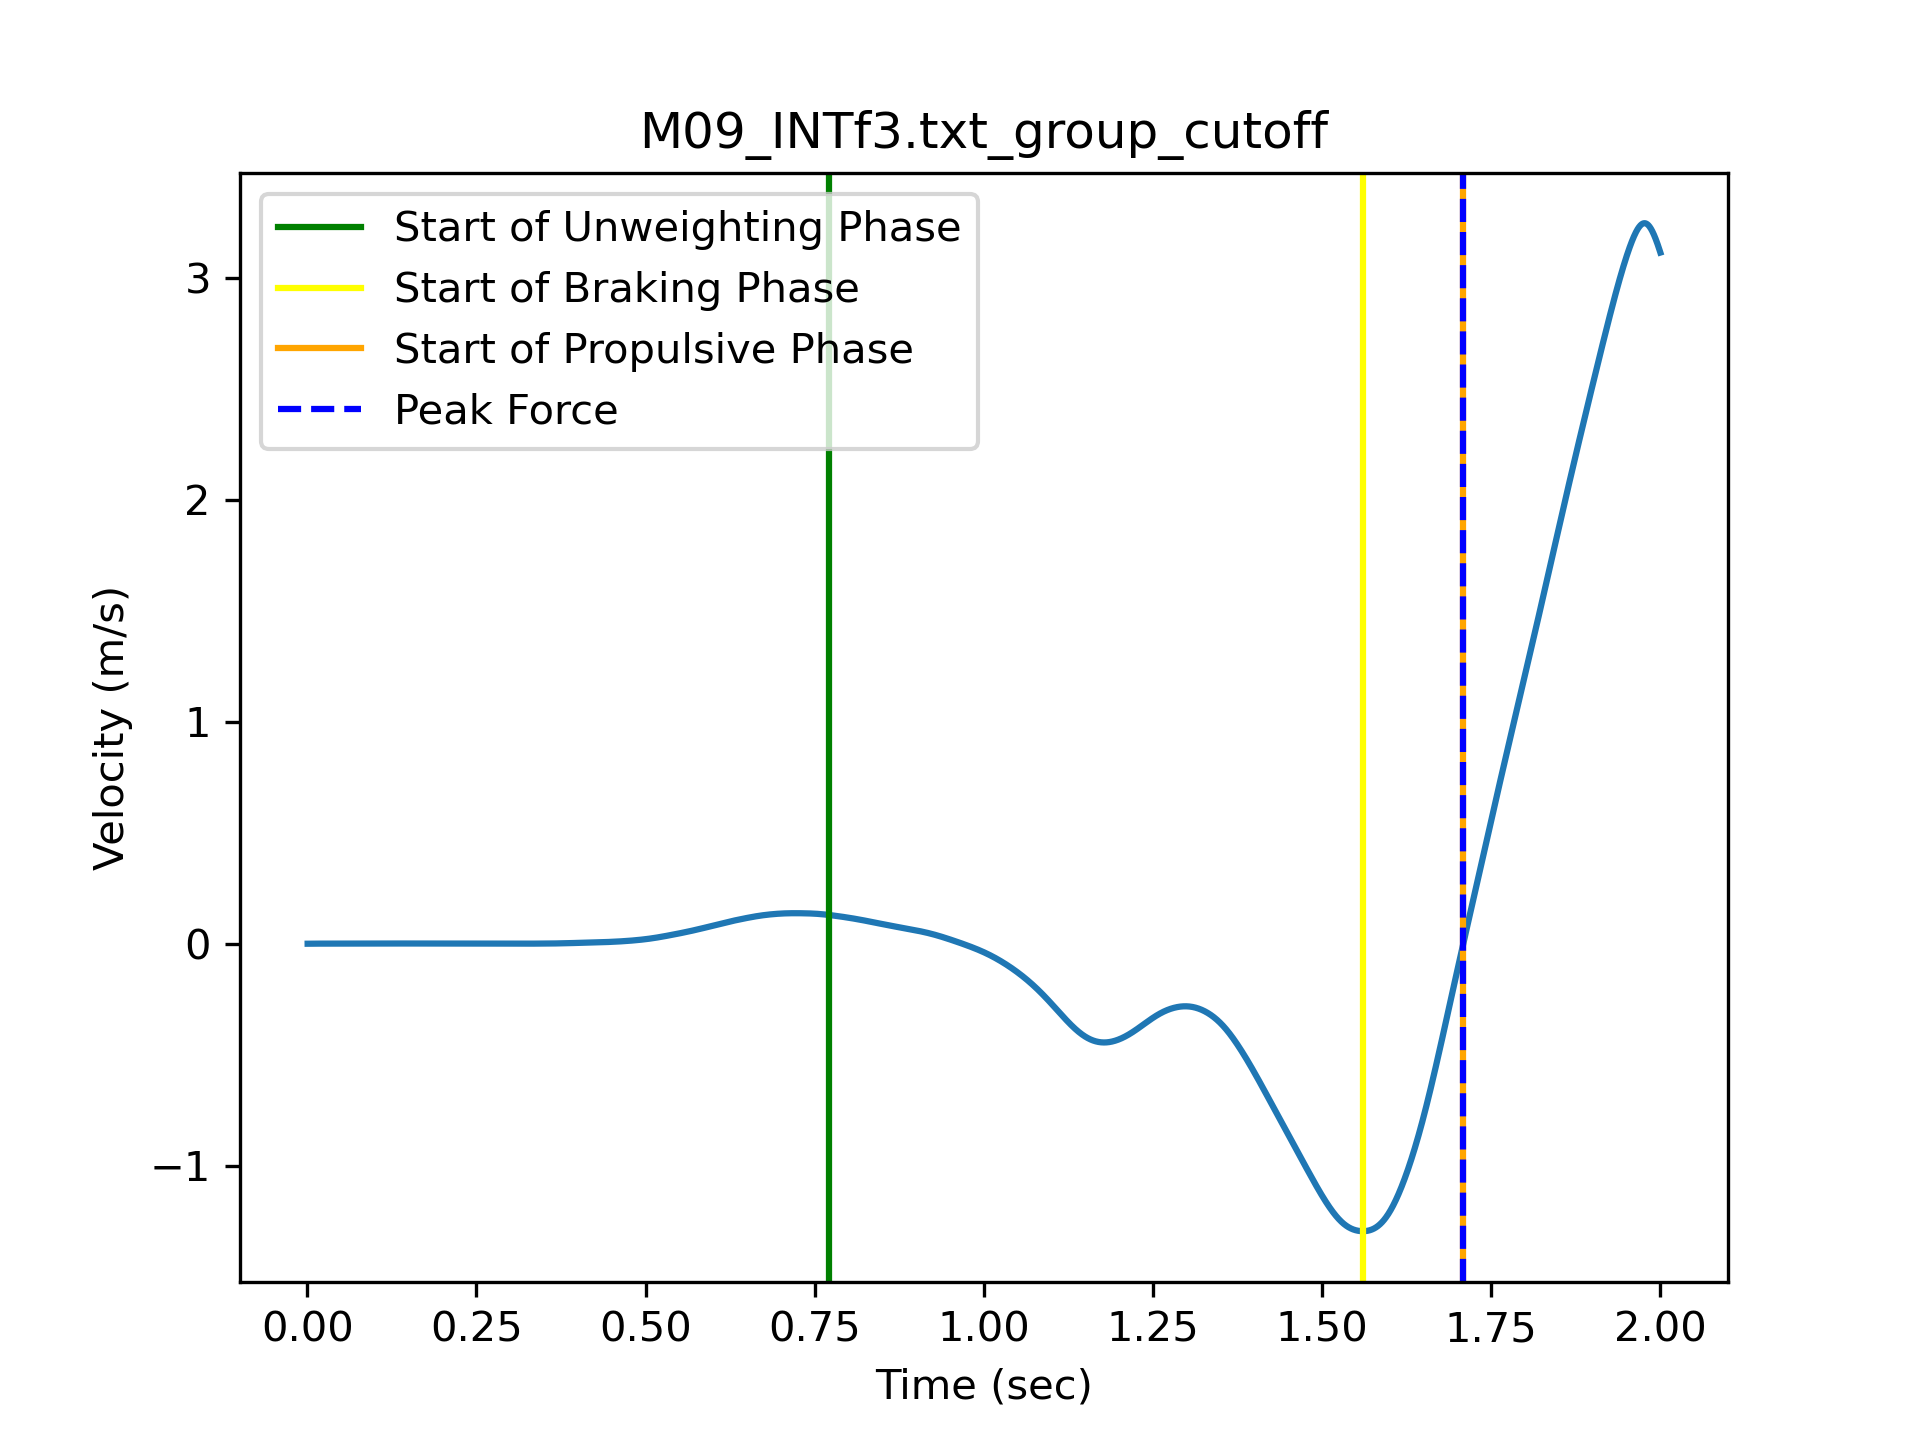 M09_INTf3.txt_group_cutoff
Start of Unweighting Phase
Start of Braking Phase
Start of Propulsive Phase
Peak Force
Velocity (m/s)
3
2
1
0
−1
0.00 0.25 0.50 0.75 1.00 1.25 1.50 1.75 2.00
Time (sec)